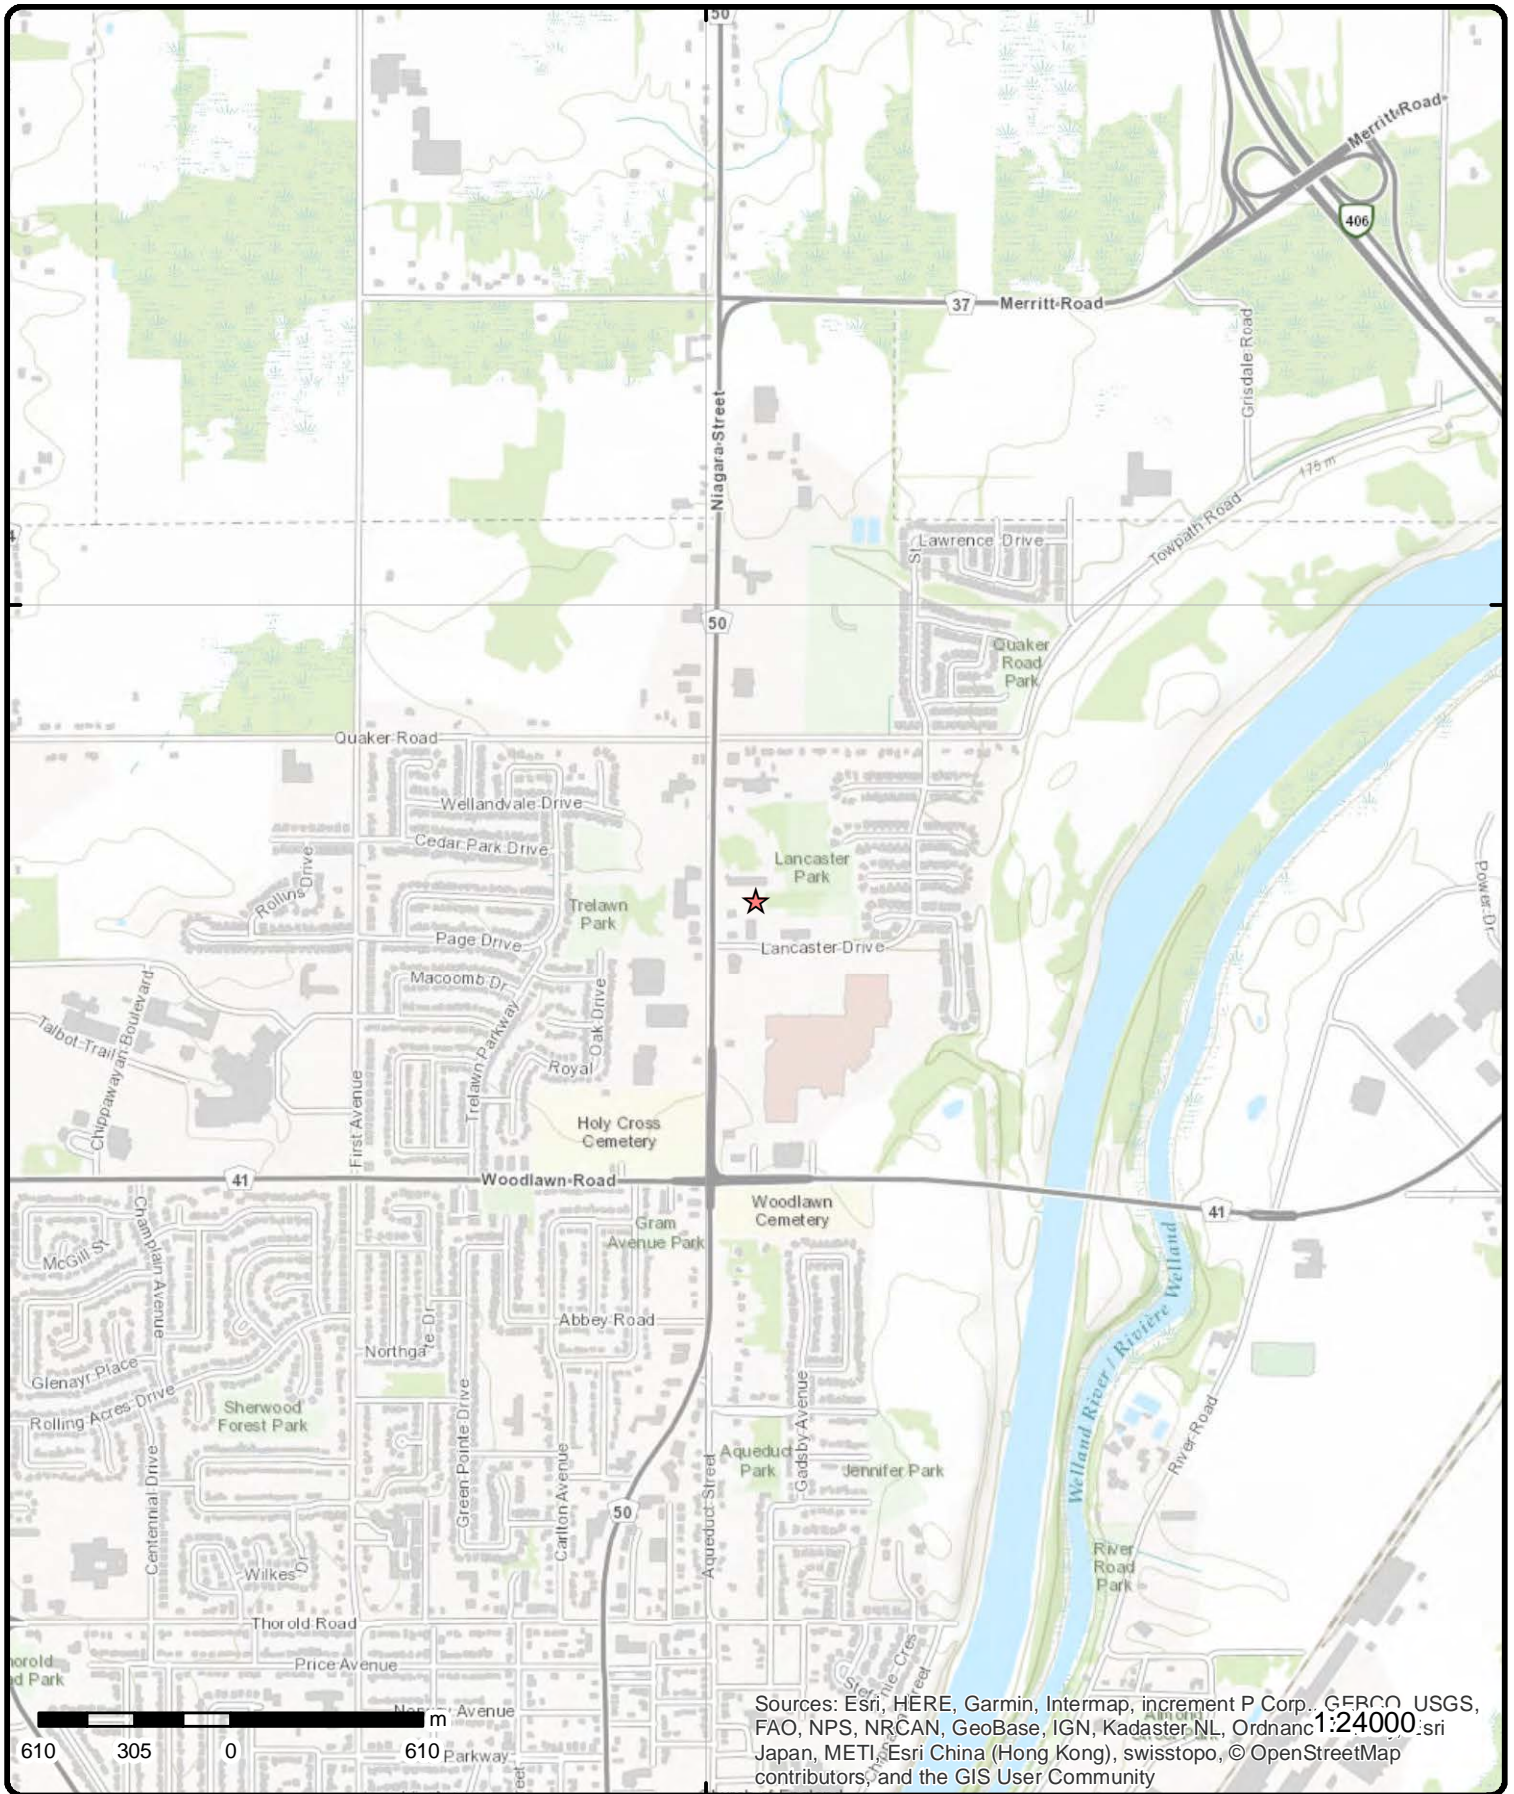 50
Merritt Road
406
37
Merritt Road
Grisdale Road
Niagara Street
175 m
Towpath Road
Lawrence Drive
St
50
Quaker
Road
Park
Quaker Road
Wellandvale Drive
Cedar Park Drive
Lancaster
Park
Rollins Drive
Trelawn
Park
Power Dr
Page Drive
Lancaster Drive
Macoomb Dr
Oak Drive
Royal
Talbot Trail
Chippawayan Boulevard
Trelawn Parkway
First Avenue
Holy Cross
Cemetery
41
Woodlawn Road
Woodlawn
Cemetery
41
Gram
Avenue Park
McGill St
Champlain Avenue
Welland River / Rivière Welland
Abbey Road
Northgate Dr
Glenayr Place
Rolling Acres Drive
Sherwood
Forest Park
Green Pointe Drive
Gadsby Avenue
River Road
Aqueduct
Park
Jennifer Park
Centennial Drive
Carlton Avenue
Aqueduct Street
50
Wilkes Dr
River
Road
Park
Thorold Road
Price Avenue
orold
d Park
Avenue
Parkway
reet
m
610 305 0 610
Sources: Esri, HERE, Garmin, Intermap, increment P Corp., GEBCO, USGS,
FAO, NPS, NRCAN, GeoBase, IGN, Kadaster NL, Ordnanc
1:24000
Esri
Japan, METI, Esri China (Hong Kong), swisstopo, © OpenStreetMap
contributors, and the GIS User Community